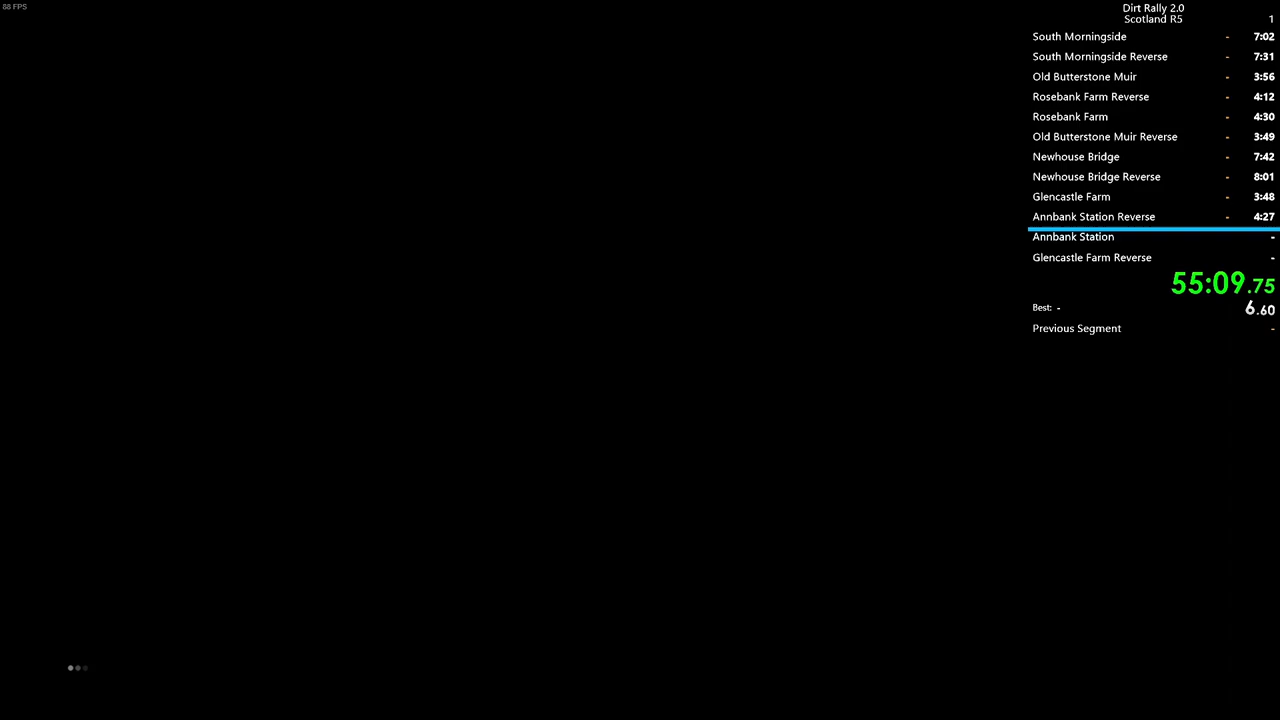 88 FPS
Dirt Rally 2.0
Scotland R5 1
South Morningside - 7:02
South Morningside Reverse - 7:31
Old Butterstone Muir - 3:56
Rosebank Farm Reverse - 4:12
Rosebank Farm - 4:30
Old Butterstone Muir Reverse - 3:49
Newhouse Bridge - 7:42
Newhouse Bridge Reverse - 8:01
Glencastle Farm - 3:48
Annbank Station Reverse - 4:27
Annbank Station -
Glencastle Farm Reverse -
55:09.75
Best: - 6.60
Previous Segment -